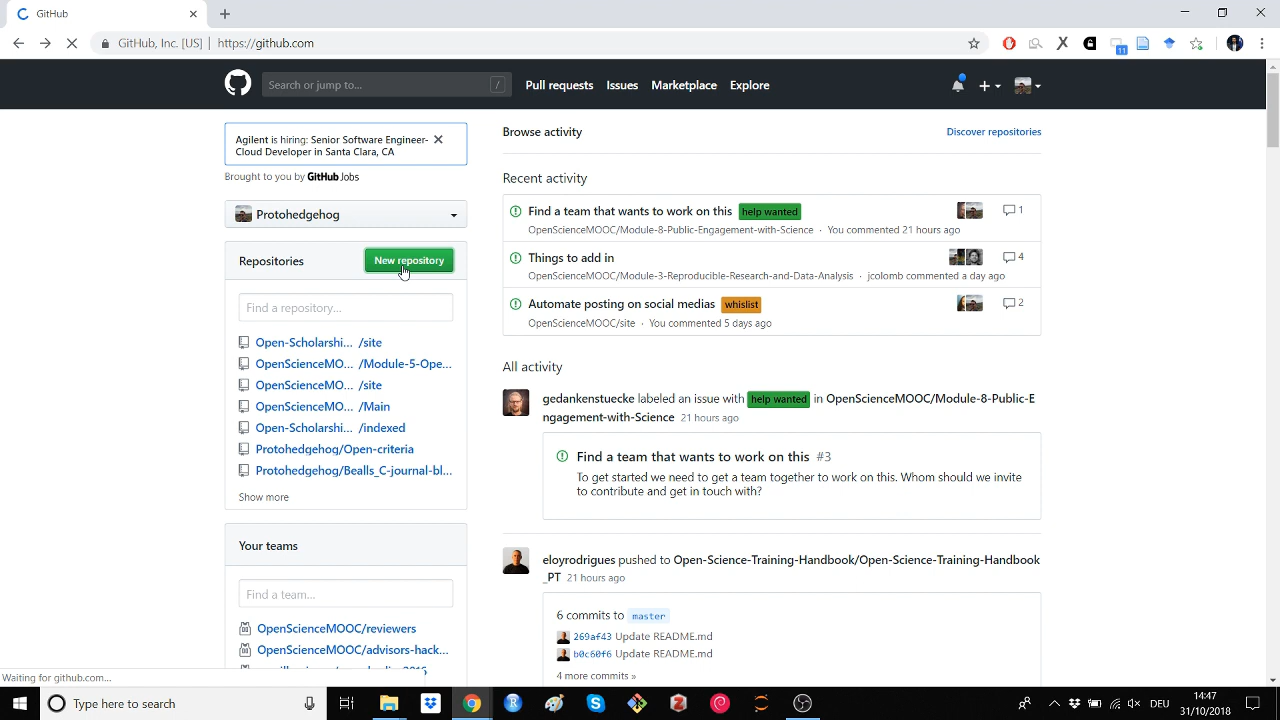 GitHub
GitHub, Inc. [US] | https://github.com
11
Search or jump to...
/
Pull requests
Issues
Marketplace
Explore
Agilent is hiring: Senior Software Engineer-
Cloud Developer in Santa Clara, CA
Brought to you by GitHub Jobs
Protohedgehog
Repositories
New repository
Find a repository...
Open-Scholarshi... /site
OpenScienceMO... /Module-5-Ope...
OpenScienceMO... /site
OpenScienceMO... /Main
Open-Scholarshi... /indexed
Protohedgehog/Open-criteria
Protohedgehog/Bealls_C-journal-bl...
Show more
Your teams
Find a team...
OpenScienceMOOC/reviewers
OpenScienceMOOC/advisors-hack...
Browse activity
Discover repositories
Recent activity
Find a team that wants to work on this help wanted
1
OpenScienceMOOC/Module-8-Public-Engagement-with-Science · You commented 21 hours ago
Things to add in
4
OpenScienceMOOC/Module-3-Reproducible-Research-and-Data-Analysis · jcolomb commented a day ago
Automate posting on social medias whislist
2
OpenScienceMOOC/site · You commented 5 days ago
All activity
gedankenstuecke labeled an issue with help wanted in OpenScienceMOOC/Module-8-Public-E
ngagement-with-Science 21 hours ago
Find a team that wants to work on this #3
To get started we need to get a team together to work on this. Whom should we invite
to contribute and get in touch with?
eloyrodrigues pushed to Open-Science-Training-Handbook/Open-Science-Training-Handbook
_PT 21 hours ago
6 commits to master
269af43 Update README.md
b0c60f6 Update README.md
4 more commits »
Waiting for github.com...
Type here to search
DEU
14:47
31/10/2018